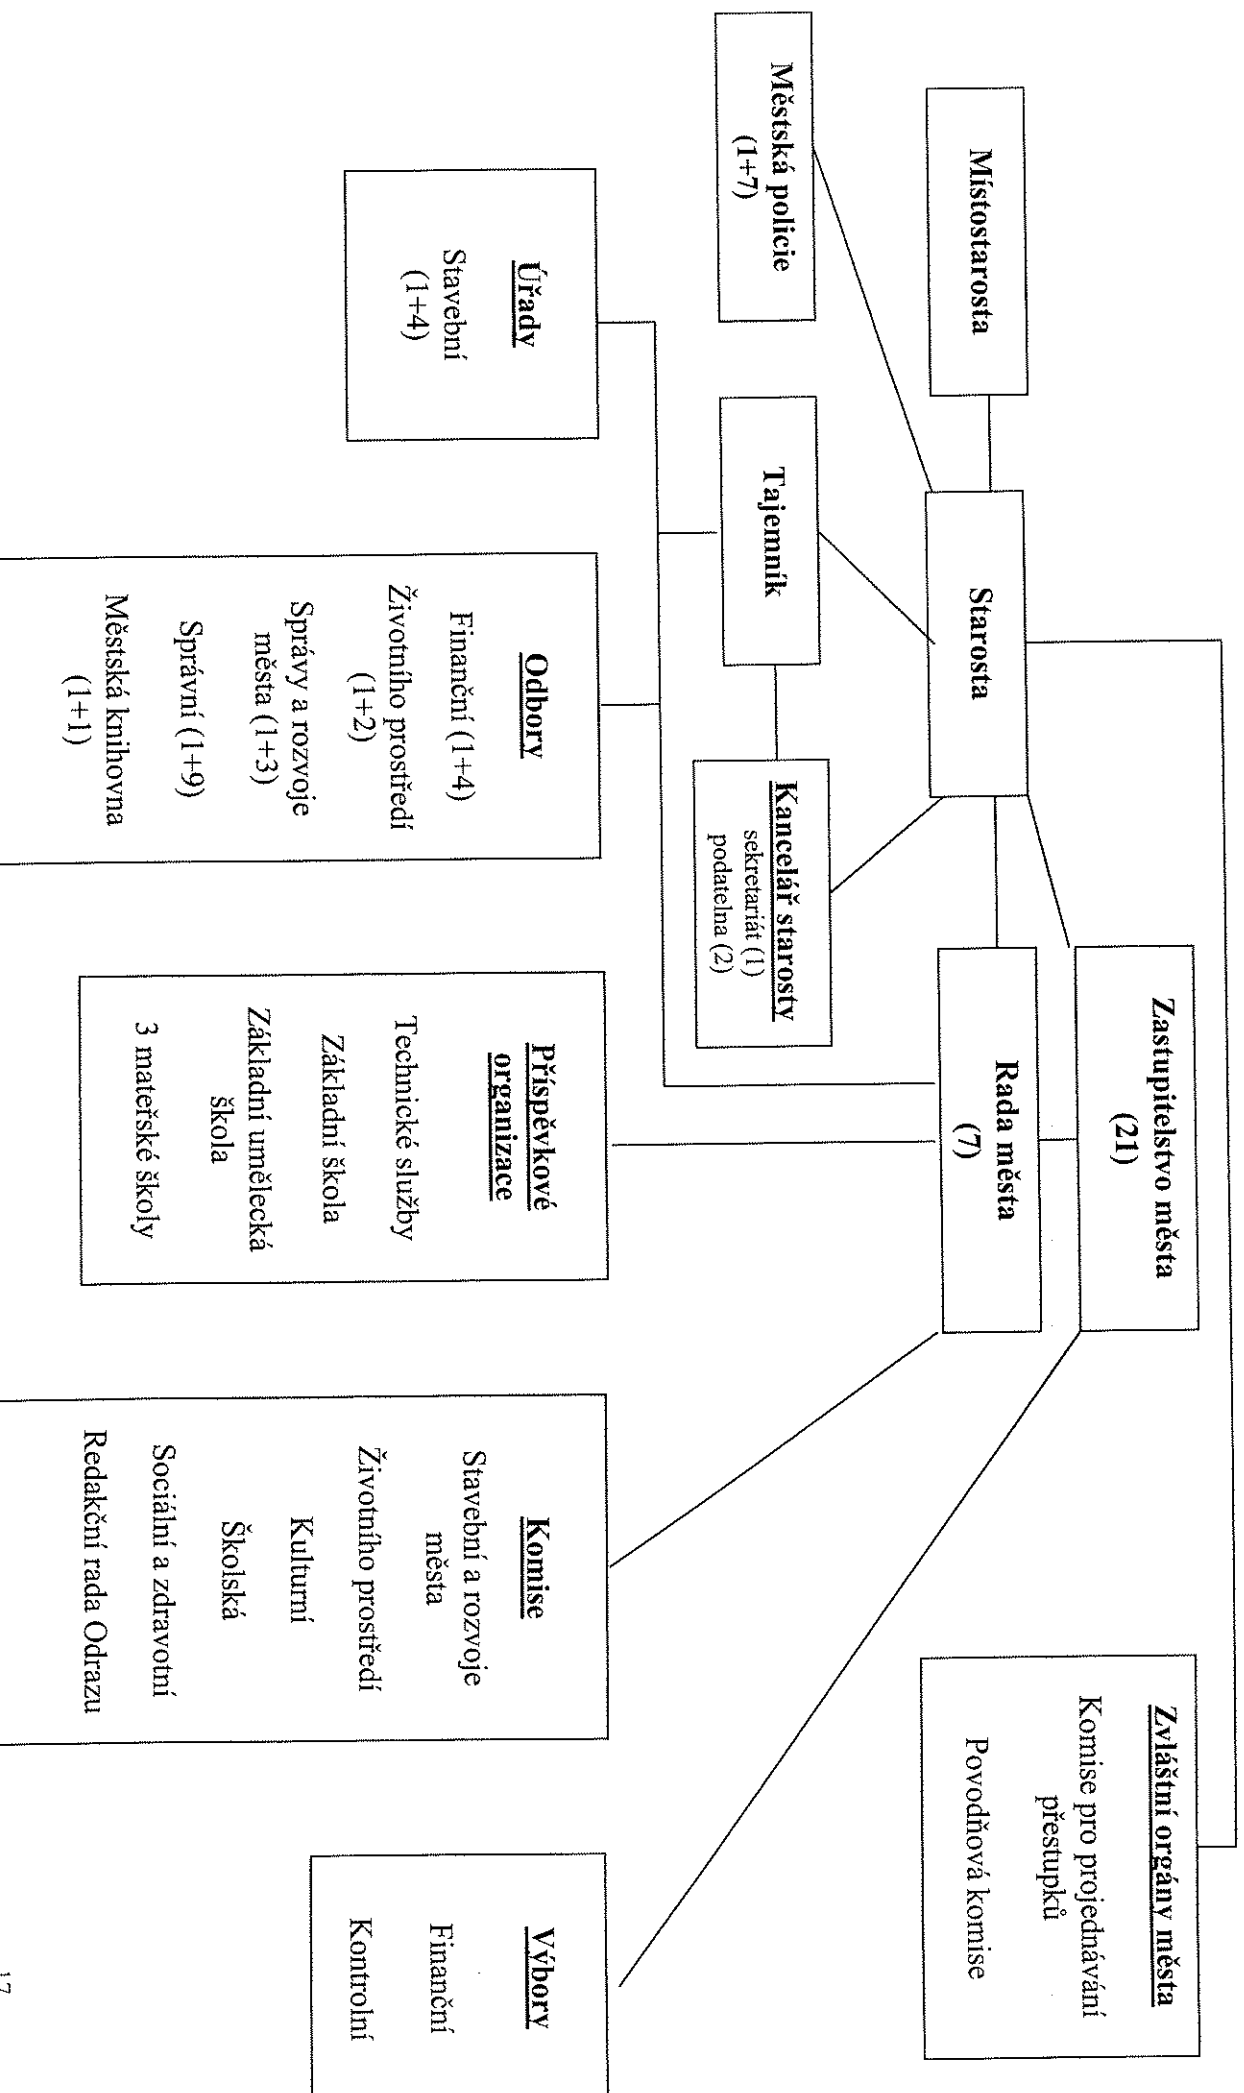 Zastupitelstvo města
(21)
Zvláštní orgány města
Komise pro projednávání
přestupků
Povodňová komise
Místostarosta
Starosta
Rada města
(7)
Městská policie
(1+7)
Tajemník
Kancelář starosty
sekretariát (1)
podatelna (2)
Úřady
Stavební
(1+4)
Odbory
Finanční (1+4)
Životního prostředí
(1+2)
Správy a rozvoje
města (1+3)
Správní (1+9)
Městská knihovna
(1+1)
Příspěvkové
organizace
Technické služby
Základní škola
Základní umělecká
škola
3 mateřské školy
Komise
Stavební a rozvoje
města
Životního prostředí
Kulturní
Školská
Sociální a zdravotní
Redakční rada Odrazu
Výbory
Finanční
Kontrolní
17